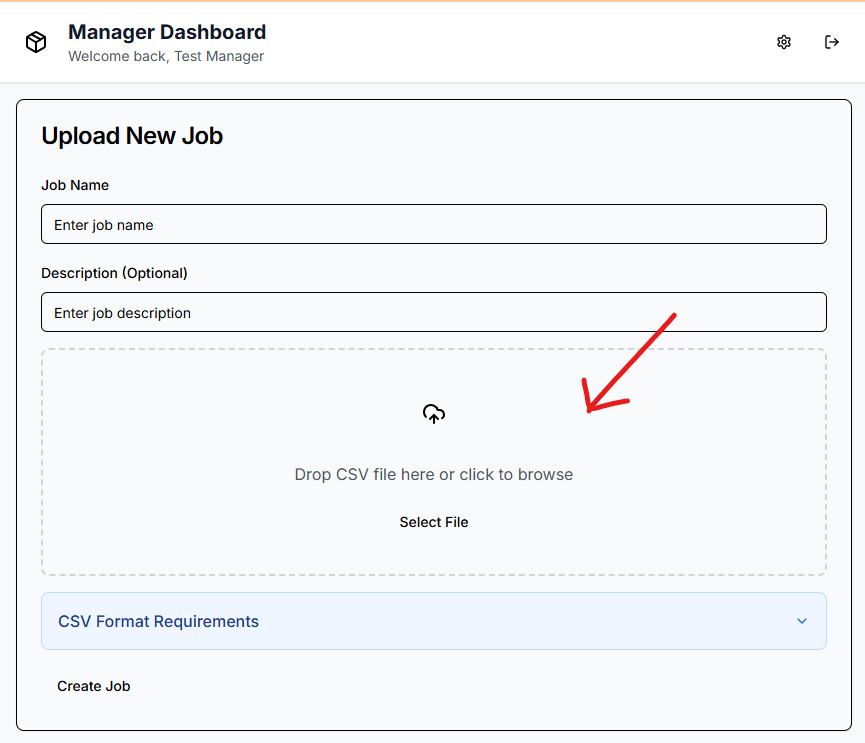 Manager Dashboard
Welcome back, Test Manager
Upload New Job
Job Name
Enter job name
Description (Optional)
Enter job description
Drop CSV file here or click to browse
Select File
CSV Format Requirements
Create Job